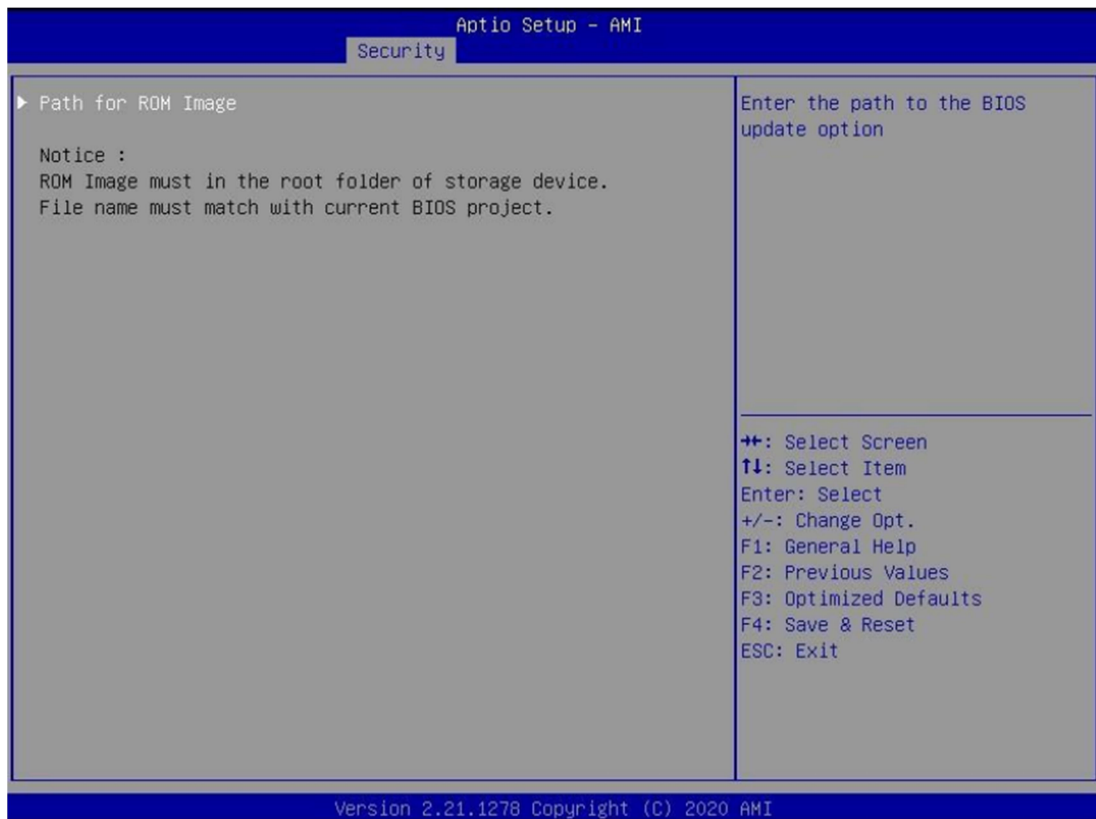 Aptio Setup - AMI
Security
Path for ROM Image
Notice :
ROM Image must in the root folder of storage device.
File name must match with current BIOS project.
Enter the path to the BIOS
update option
→←: Select Screen
↑↓: Select Item
Enter: Select
+/-: Change Opt.
F1: General Help
F2: Previous Values
F3: Optimized Defaults
F4: Save & Reset
ESC: Exit
Version 2.21.1278 Copyright (C) 2020 AMI